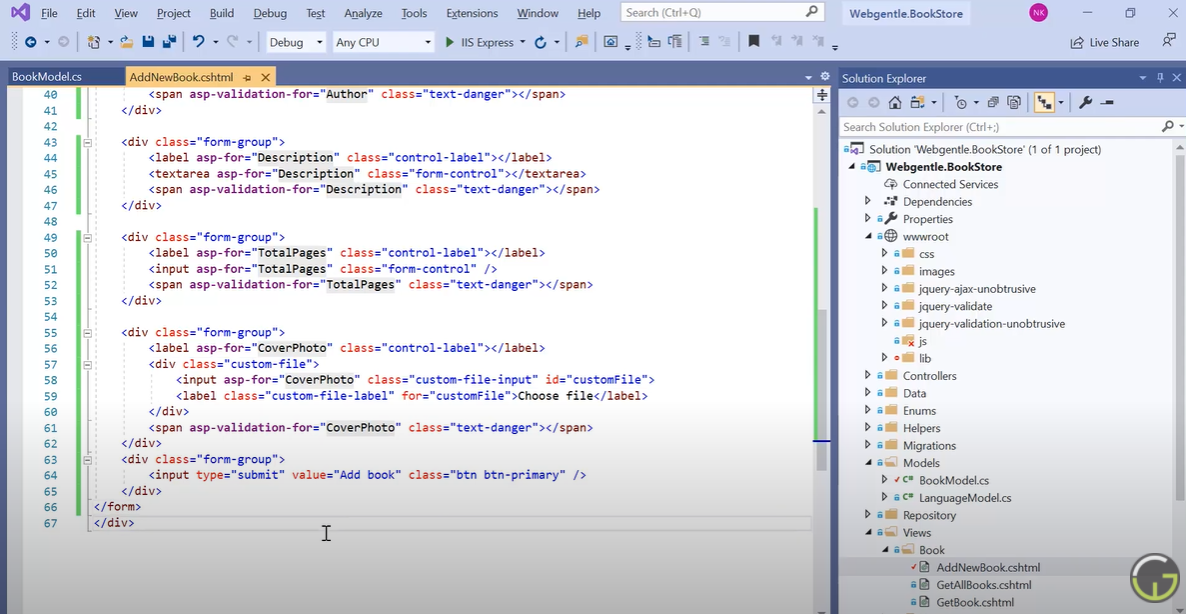 File Edit View Project Build Debug Test Analyze Tools Extensions Window Help Search (Ctrl+Q) Webgentle.BookStore NK
Debug Any CPU IIS Express Live Share
BookModel.cs AddNewBook.cshtml
40 <span asp-validation-for="Author" class="text-danger"></span>
41 </div>
42
43 <div class="form-group">
44 <label asp-for="Description" class="control-label"></label>
45 <textarea asp-for="Description" class="form-control"></textarea>
46 <span asp-validation-for="Description" class="text-danger"></span>
47 </div>
48
49 <div class="form-group">
50 <label asp-for="TotalPages" class="control-label"></label>
51 <input asp-for="TotalPages" class="form-control" />
52 <span asp-validation-for="TotalPages" class="text-danger"></span>
53 </div>
54
55 <div class="form-group">
56 <label asp-for="CoverPhoto" class="control-label"></label>
57 <div class="custom-file">
58 <input asp-for="CoverPhoto" class="custom-file-input" id="customFile">
59 <label class="custom-file-label" for="customFile">Choose file</label>
60 </div>
61 <span asp-validation-for="CoverPhoto" class="text-danger"></span>
62 </div>
63 <div class="form-group">
64 <input type="submit" value="Add book" class="btn btn-primary" />
65 </div>
66 </form>
67 </div>
Solution Explorer
Search Solution Explorer (Ctrl+;)
Solution 'Webgentle.BookStore' (1 of 1 project)
Webgentle.BookStore
Connected Services
Dependencies
Properties
wwwroot
css
images
jquery-ajax-unobtrusive
jquery-validate
jquery-validation-unobtrusive
js
lib
Controllers
Data
Enums
Helpers
Migrations
Models
BookModel.cs
LanguageModel.cs
Repository
Views
Book
AddNewBook.cshtml
GetAllBooks.cshtml
GetBook.cshtml